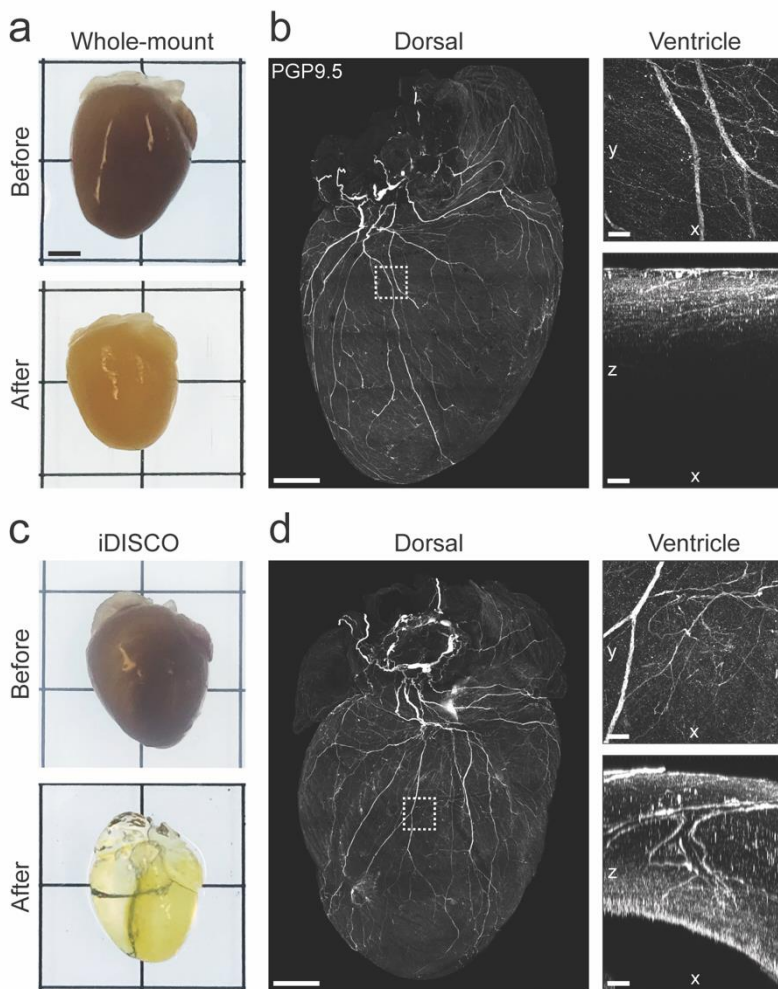 a
Whole-mount
Before
After
b
Dorsal
PGP9.5
Ventricle
y
x
z
x
c
iDISCO
Before
After
d
Dorsal
Ventricle
y
x
z
x